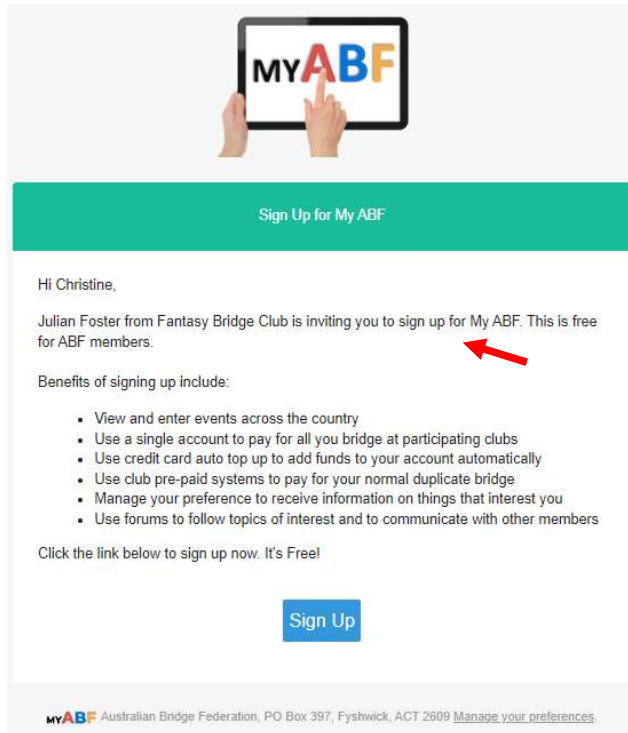 MYABF
Sign Up for My ABF
Hi Christine,
Julian Foster from Fantasy Bridge Club is inviting you to sign up for My ABF. This is free
for ABF members.
Benefits of signing up include:
• View and enter events across the country
• Use a single account to pay for all you bridge at participating clubs
• Use credit card auto top up to add funds to your account automatically
• Use club pre-paid systems to pay for your normal duplicate bridge
• Manage your preference to receive information on things that interest you
• Use forums to follow topics of interest and to communicate with other members
Click the link below to sign up now. It's Free!
Sign Up
MYABF Australian Bridge Federation, PO Box 397, Fyshwick, ACT 2609 Manage your preferences.